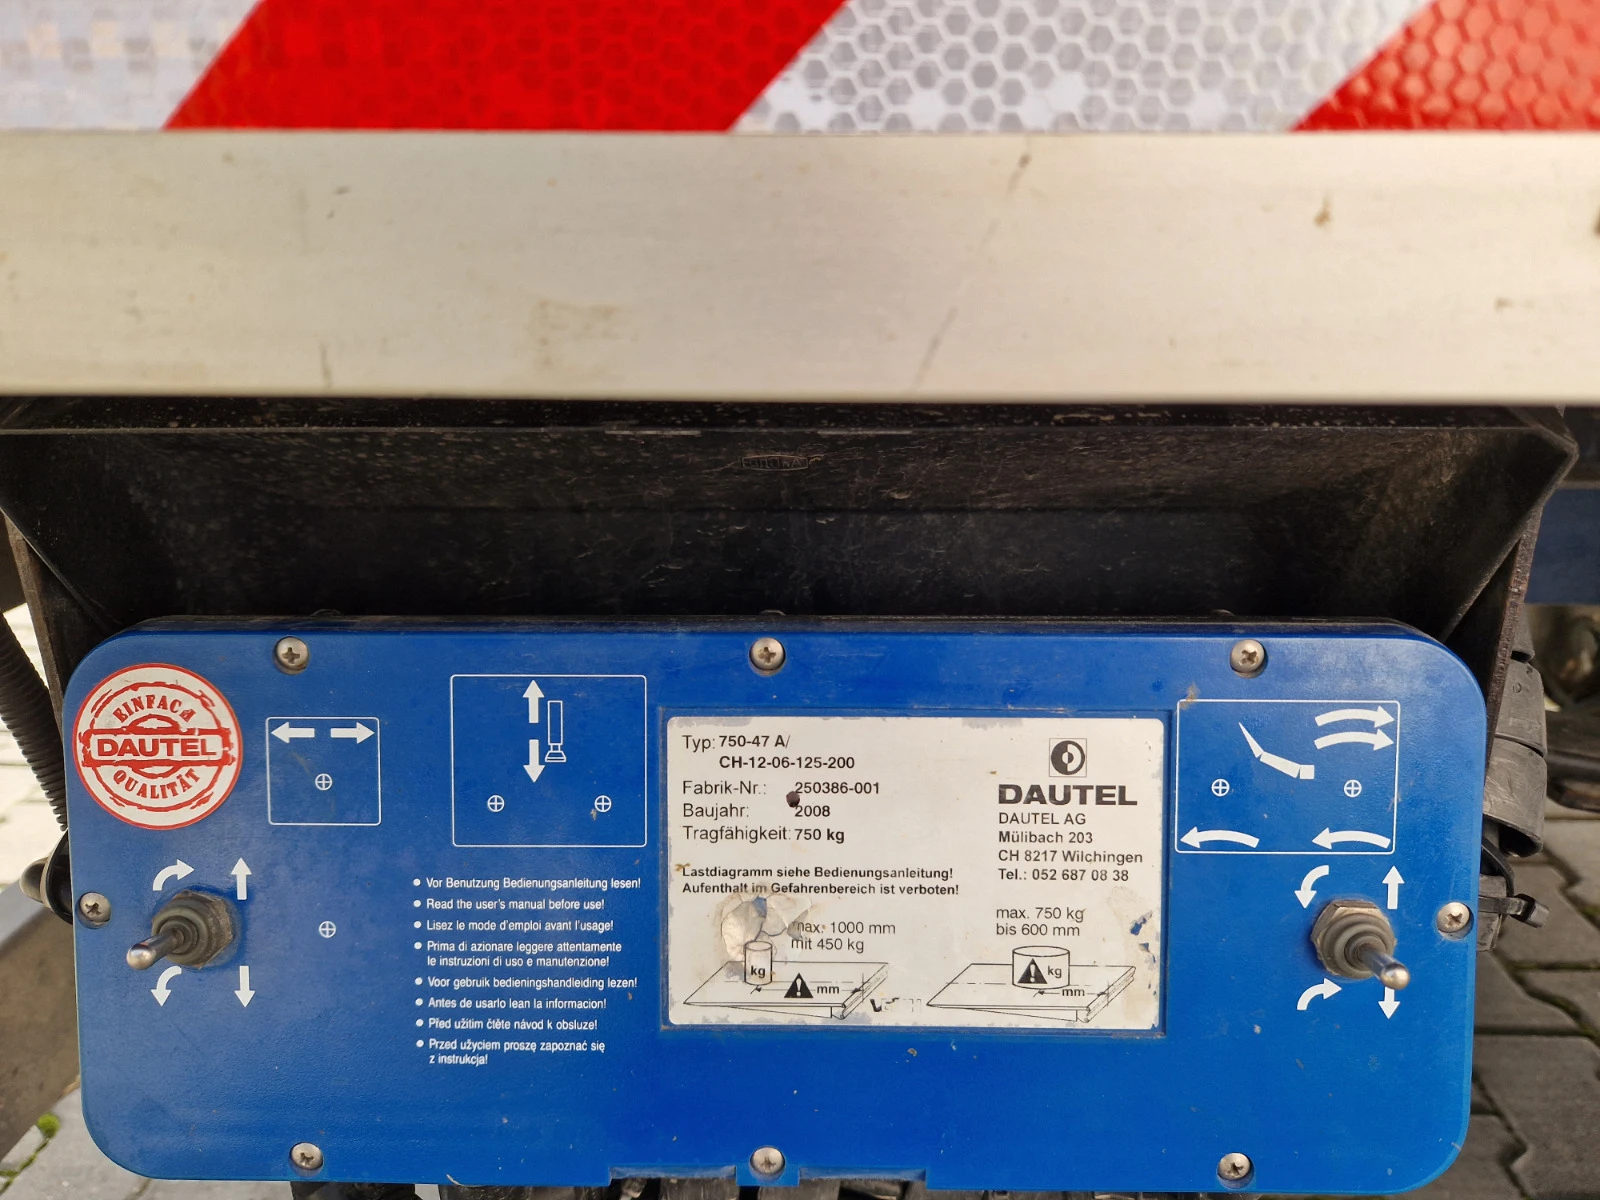 EINFACH
DAUTEL
QUALITÄT
Vor Benutzung Bedienungsanleitung lesen!
Read the user's manual before use!
Lisez le mode d'emploi avant l'usage!
Prima di azionare leggere attentamente
le instruzioni di uso e manutenzione!
Voor gebruik bedieningshandleiding lezen!
Antes de usarlo lean la informacion!
Před užitim čtěte návod k obsluze!
Przed użyciem proszę zapoznać się
z instrukcja!
Typ: 750-47 A/
CH-12-06-125-200
Fabrik-Nr.: 250386-001
Baujahr: 2008
Tragfähigkeit: 750 kg
Lastdiagramm siehe Bedienungsanleitung!
Aufenthalt im Gefahrenbereich ist verboten!
max. 1000 mm
mit 450 kg
kg
mm
DAUTEL
DAUTEL AG
Mülibach 203
CH 8217 Wilchingen
Tel.: 052 687 08 38
max. 750 kg
bis 600 mm
kg
mm